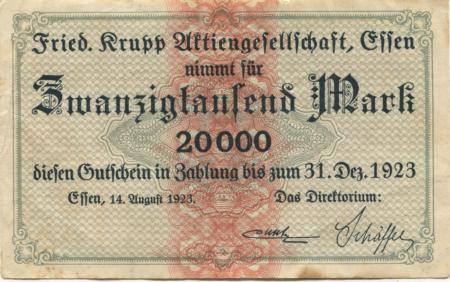 Fried. Krupp Aktiengesellschaft, Essen
nimmt für
Zwanzigtausend Mark
20000
diesen Gutschein in Zahlung bis zum 31. Dez. 1923
Essen, 14. August 1923. Das Direktorium:
Schäffer